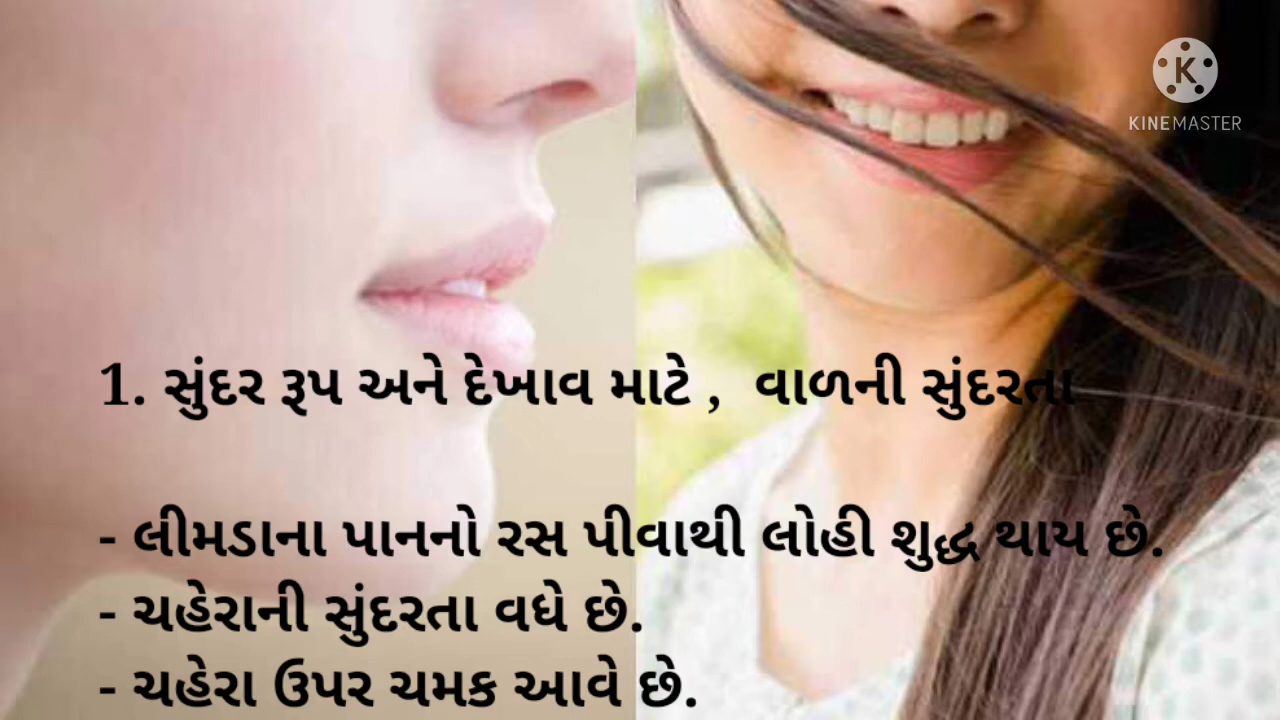 KINEMASTER
1. સુંદર રૂપ અને દેખાવ માટે , વાળની સુંદરતા
- લીમડાના પાનનો રસ પીવાથી લોહી શુદ્ધ થાય છે.
- ચહેરાની સુંદરતા વધે છે.
- ચહેરા ઉપર ચમક આવે છે.